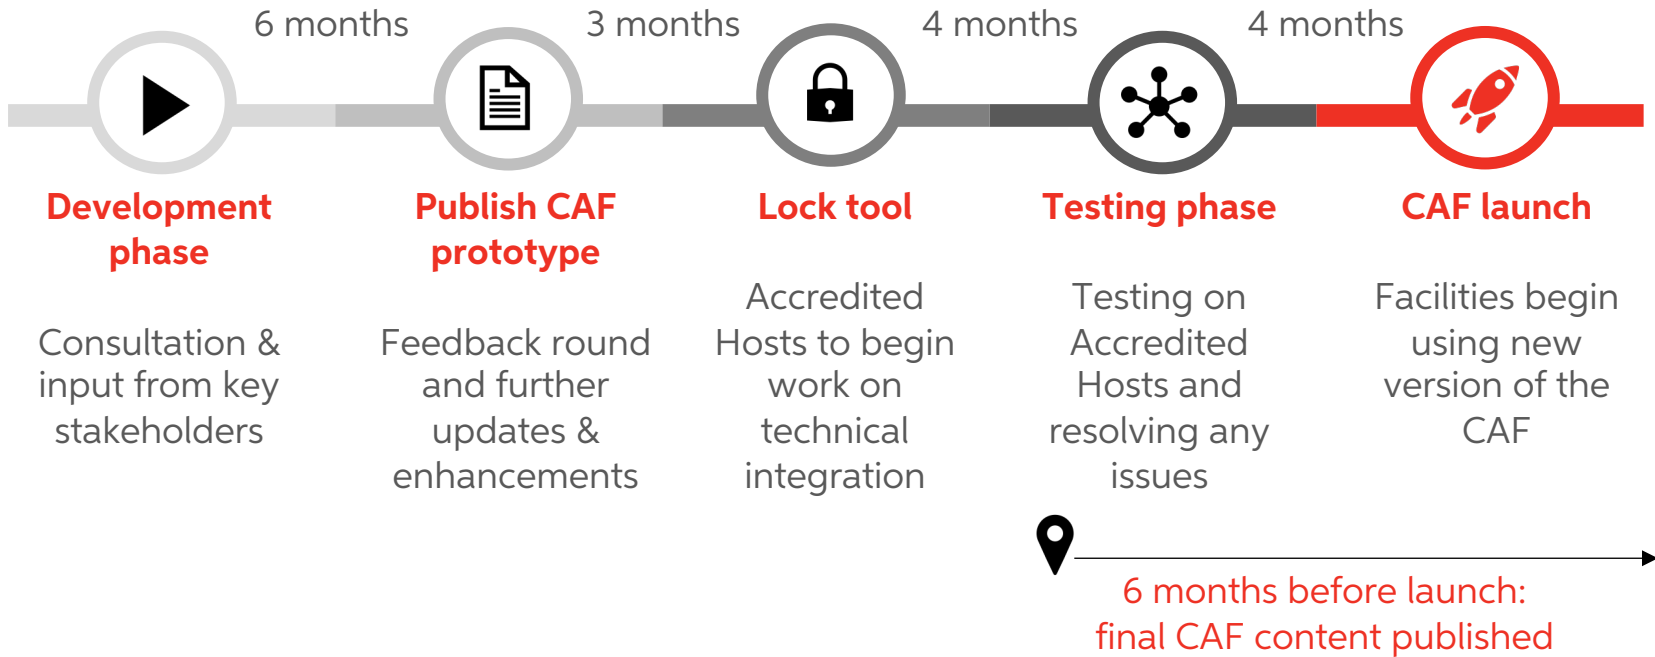 6 months
3 months
4 months
4 months
Development
phase
Consultation &
input from key
stakeholders
Publish CAF
prototype
Feedback round
and further
updates &
enhancements
Lock tool
Accredited
Hosts to begin
work on
technical
integration
Testing phase
Testing on
Accredited
Hosts and
resolving any
issues
CAF launch
Facilities begin
using new
version of the
CAF
6 months before launch:
final CAF content published